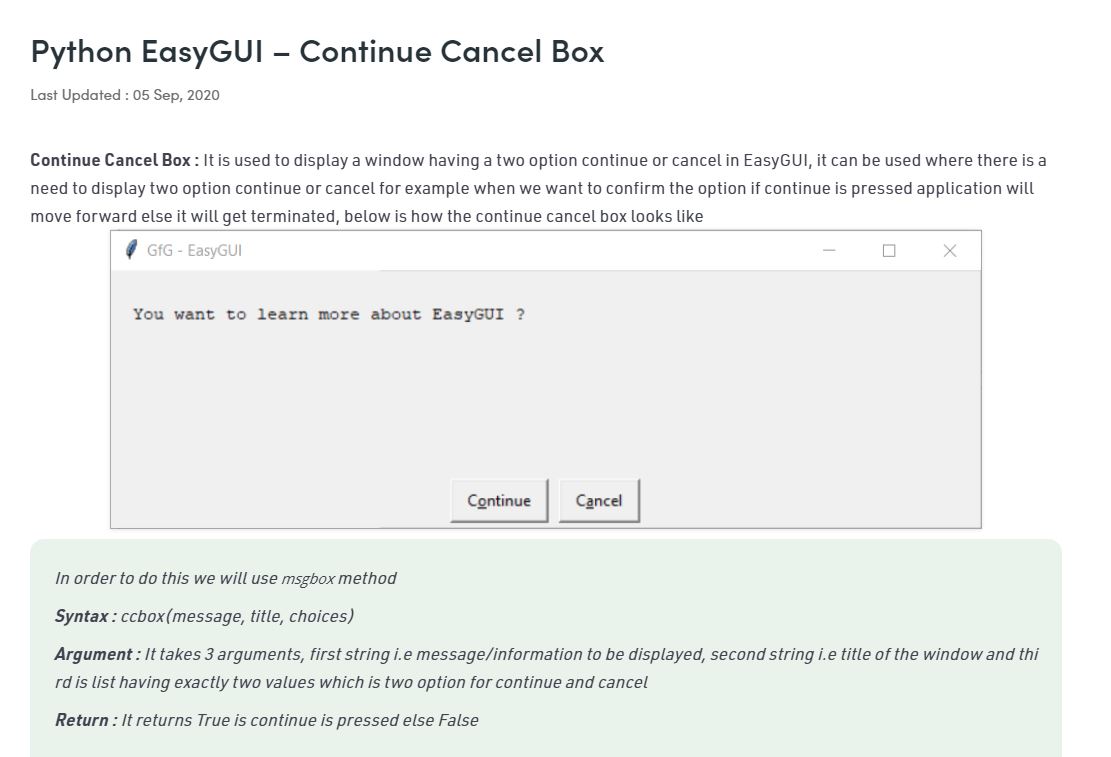 Python EasyGUI – Continue Cancel Box
Last Updated : 05 Sep, 2020
Continue Cancel Box : It is used to display a window having a two option continue or cancel in EasyGUI, it can be used where there is a
need to display two option continue or cancel for example when we want to confirm the option if continue is pressed application will
move forward else it will get terminated, below is how the continue cancel box looks like
GfG - EasyGUI
You want to learn more about EasyGUI ?
Continue Cancel
In order to do this we will use msgbox method
Syntax : ccbox(message, title, choices)
Argument : It takes 3 arguments, first string i.e message/information to be displayed, second string i.e title of the window and thi
rd is list having exactly two values which is two option for continue and cancel
Return : It returns True is continue is pressed else False